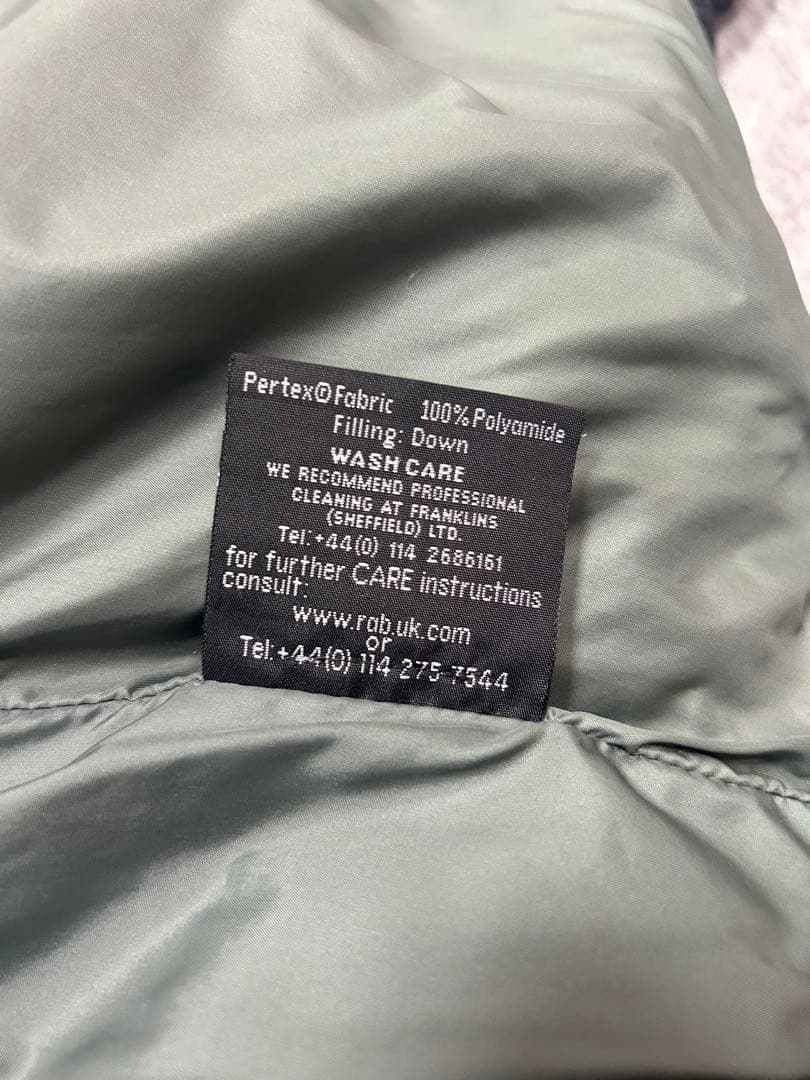 Pertex©Fabric 100% Polyamide
Filling: Down
WASH CARE
WE RECOMMEND PROFESSIONAL
CLEANING AT FRANKLINS
(SHEFFIELD) LTD.
Tel:+44(0) 114 2686161
for further CARE instructions
consult:
www.rab.uk.com
or
Tel:+44(0) 114 275 7544